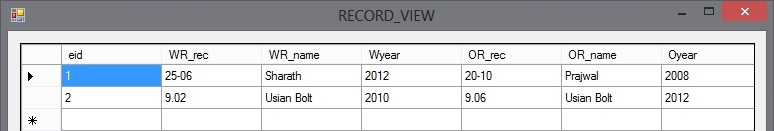 RECORD_VIEW
eid WR_rec WR_name Wyear OR_rec OR_name Oyear
1 25-06 Sharath 2012 20-10 Prajwal 2008
2 9.02 Usian Bolt 2010 9.06 Usian Bolt 2012